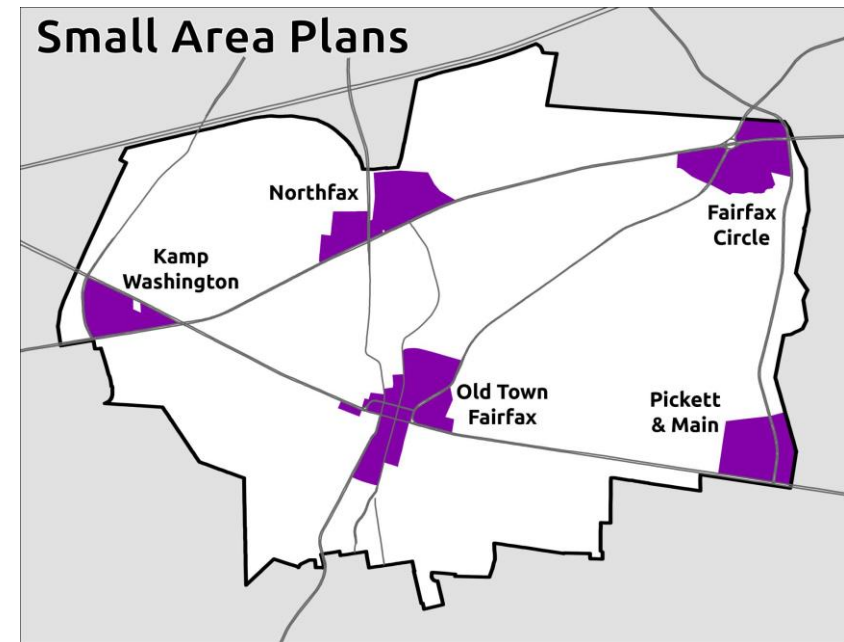 Small Area Plans
Northfax
Fairfax
Circle
Kamp
Washington
Old Town
Fairfax
Pickett
& Main